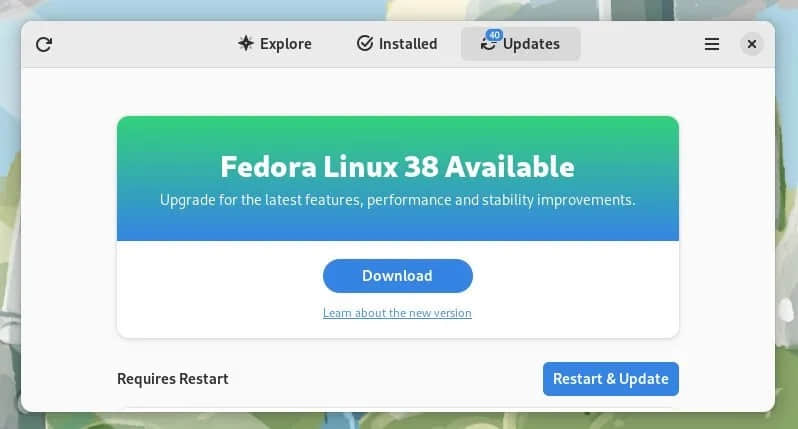 Explore
Installed
40
Updates
Fedora Linux 38 Available
Upgrade for the latest features, performance and stability improvements.
Download
Learn about the new version
Requires Restart
Restart & Update